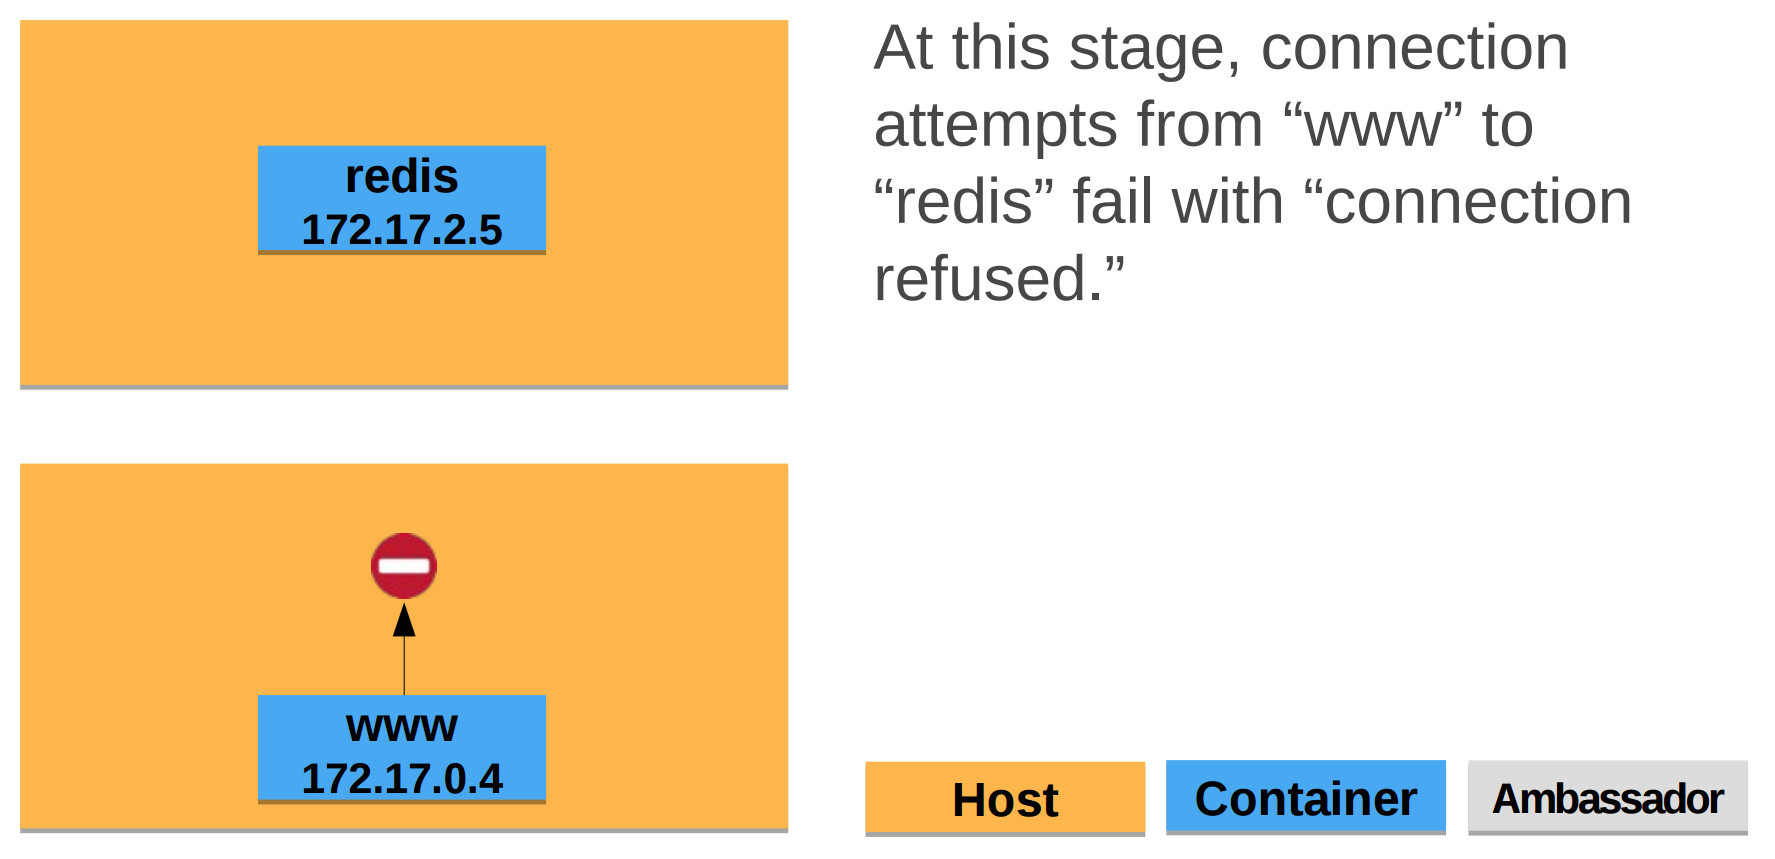 redis
172.17.2.5
www
172.17.0.4
At this stage, connection
attempts from “www” to
“redis” fail with “connection
refused.”
Host
Container
Ambassador